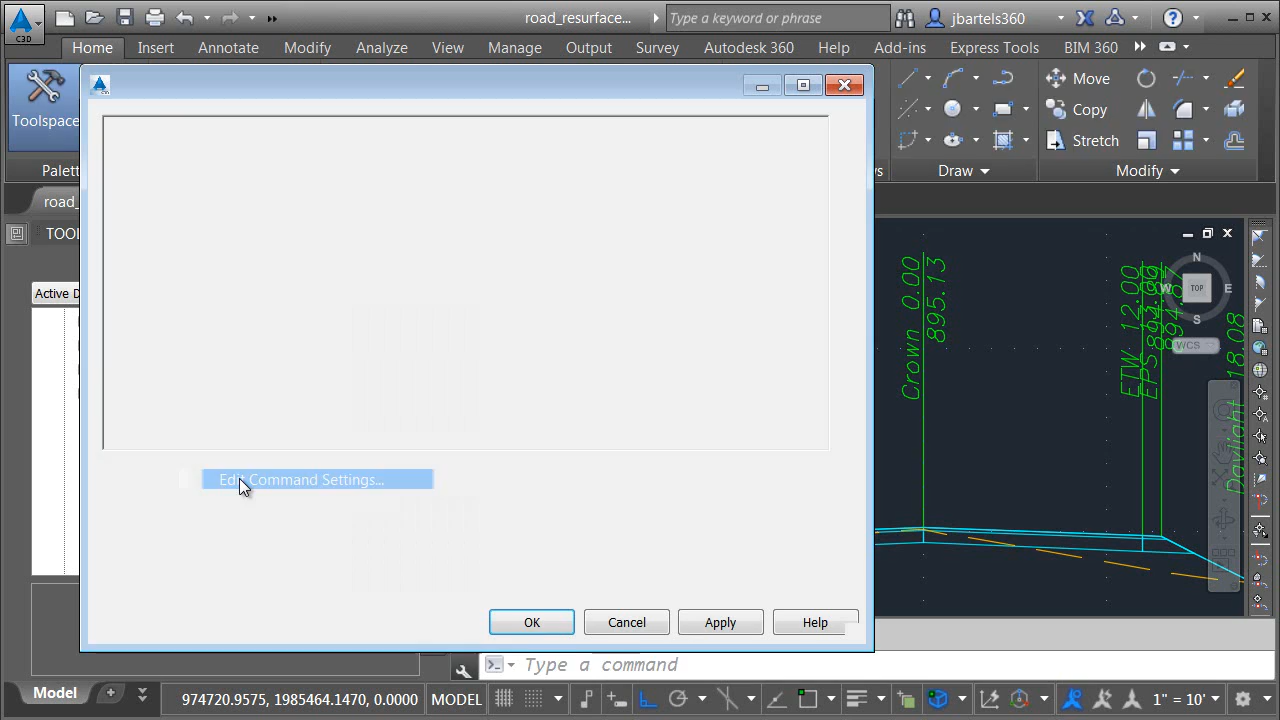 C3D
road_resurface...
Type a keyword or phrase
jbartels360
Home Insert Annotate Modify Analyze View Manage Output Survey Autodesk 360 Help Add-ins Express Tools BIM 360
Toolspace
Move
Copy
Stretch
Draw
Modify
road_
TOOL
Active D
N
W TOP E
S
WCS
Crown 0.00
895.13
ETW 12.00
Daylight 18.08
Edit Command Settings...
OK Cancel Apply Help
Type a command
Model
974720.9575, 1985464.1470, 0.0000 MODEL
1" = 10'